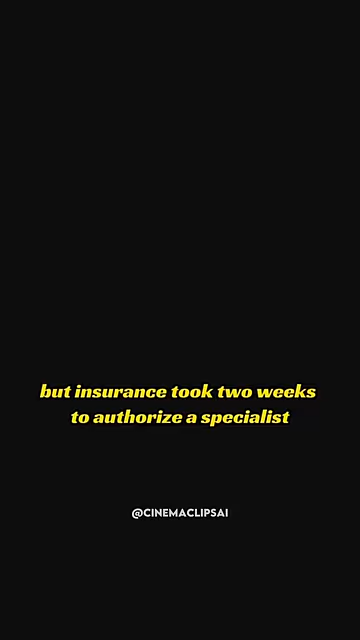 but insurance took two weeks
to authorize a specialist
@CINEMACLIPSAI